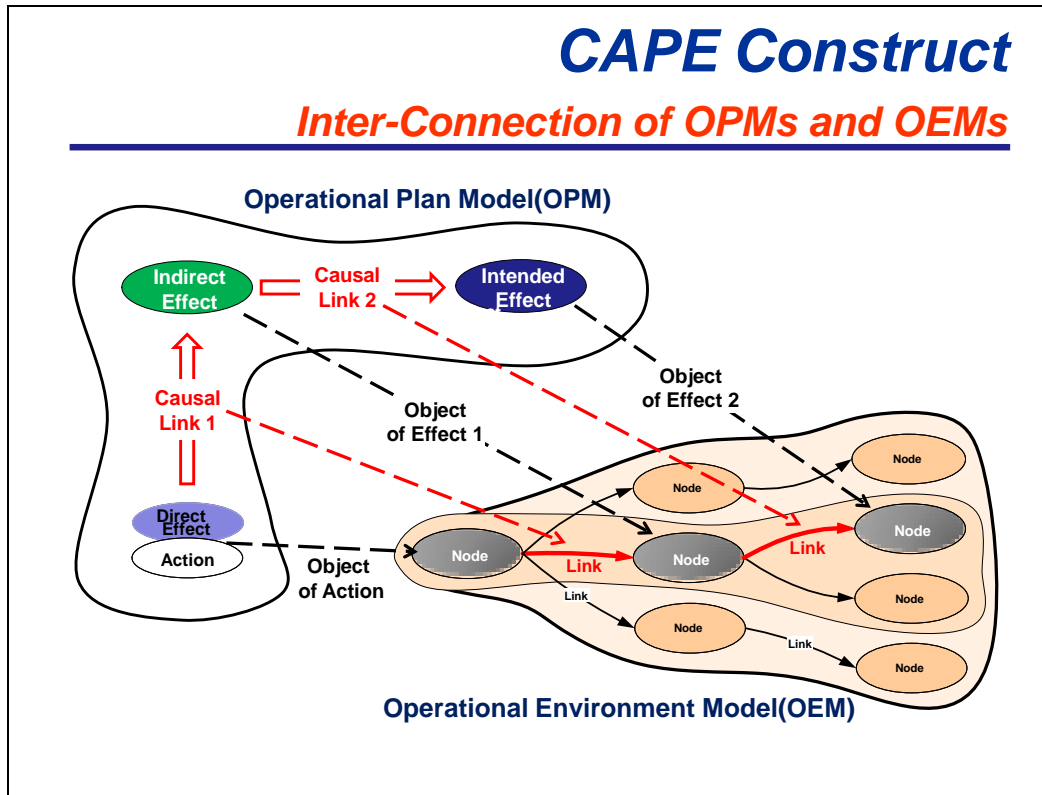 CAPE Construct
Inter-Connection of OPMs and OEMs
Operational Plan Model(OPM)
Indirect
Effect
Causal
Link 2
Intended
Effect
Causal
Link 1
Object
of Effect 1
Object
of Effect 2
Direct
Effect
Action
Object
of Action
Node
Node
Node
Node
Link
Node
Link
Node
Link
Node
Node
Link
Node
Operational Environment Model(OEM)